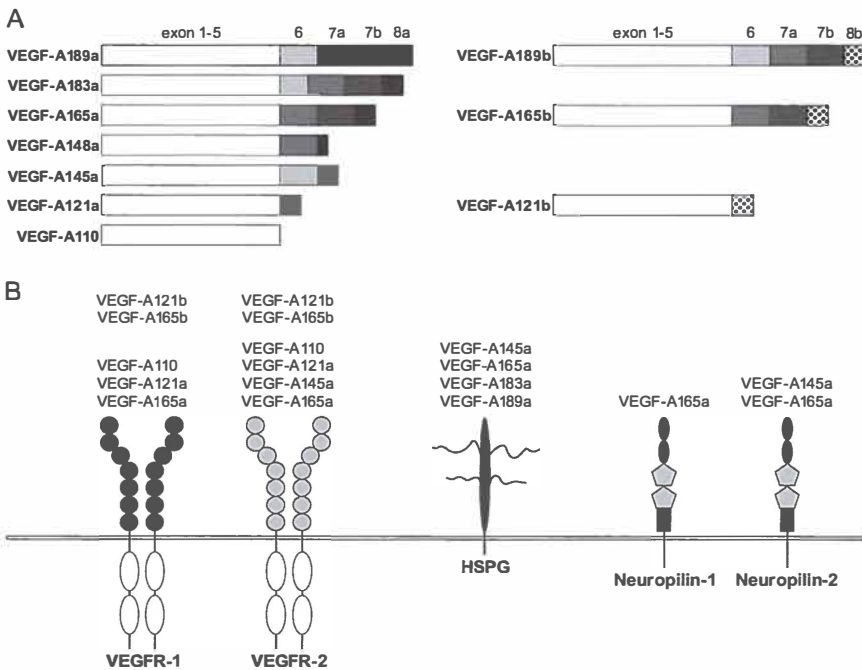 A
exon 1-5 6 7a 7b 8a
VEGF-A189a
VEGF-A183a
VEGF-A165a
VEGF-A148a
VEGF-A145a
VEGF-A121a
VEGF-A110
exon 1-5 6 7a 7b 8b
VEGF-A189b
VEGF-A165b
VEGF-A121b
B
VEGF-A121b
VEGF-A165b
VEGF-A110
VEGF-A121a
VEGF-A165a
VEGFR-1
VEGF-A121b
VEGF-A165b
VEGF-A110
VEGF-A121a
VEGF-A145a
VEGF-A165a
VEGFR-2
VEGF-A145a
VEGF-A165a
VEGF-A183a
VEGF-A189a
HSPG
VEGF-A165a
Neuropilin-1
VEGF-A145a
VEGF-A165a
Neuropilin-2